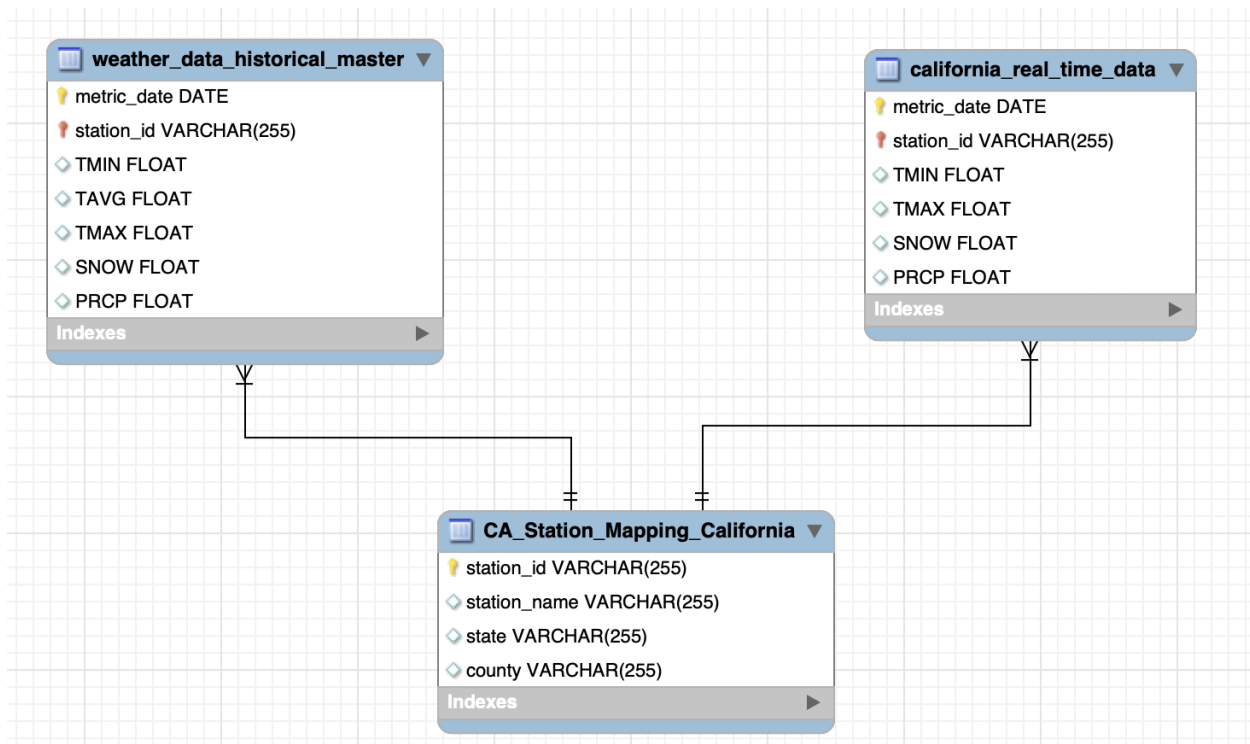 weather_data_historical_master
metric_date DATE
station_id VARCHAR(255)
TMIN FLOAT
TAVG FLOAT
TMAX FLOAT
SNOW FLOAT
PRCP FLOAT
Indexes
california_real_time_data
metric_date DATE
station_id VARCHAR(255)
TMIN FLOAT
TMAX FLOAT
SNOW FLOAT
PRCP FLOAT
Indexes
CA_Station_Mapping_California
station_id VARCHAR(255)
station_name VARCHAR(255)
state VARCHAR(255)
county VARCHAR(255)
Indexes